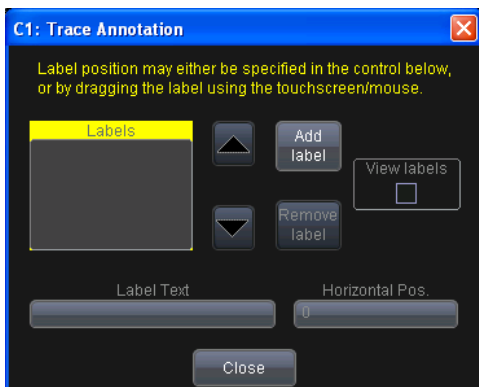 C1: Trace Annotation
Label position may either be specified in the control below,
or by dragging the label using the touchscreen/mouse.
Labels
Add
label
View labels
Remove
label
Label Text
Horizontal Pos.
0
Close